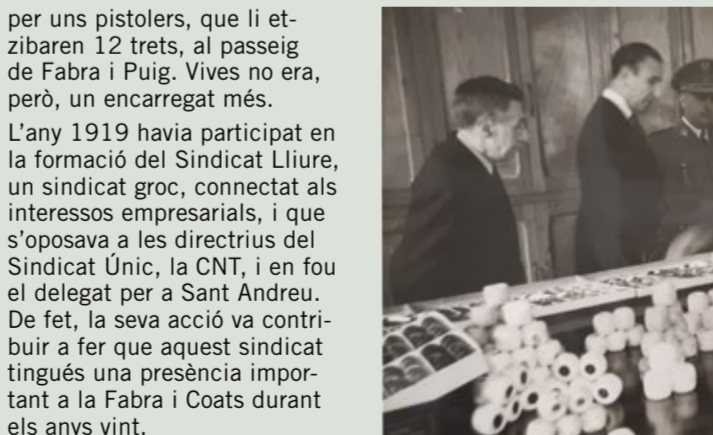 per uns pistolers, que li et-
zibaren 12 trets, al passeig
de Fabra i Puig. Vives no era,
però, un encarregat més.
L’any 1919 havia participat en
la formació del Sindicat Lliure,
un sindicat groc, connectat als
interessos empresarials, i que
s’oposava a les directrius del
Sindicat Únic, la CNT, i en fou
el delegat per a Sant Andreu.
De fet, la seva acció va contri-
buir a fer que aquest sindicat
tingués una presència impor-
tant a la Fabra i Coats durant
els anys vint.